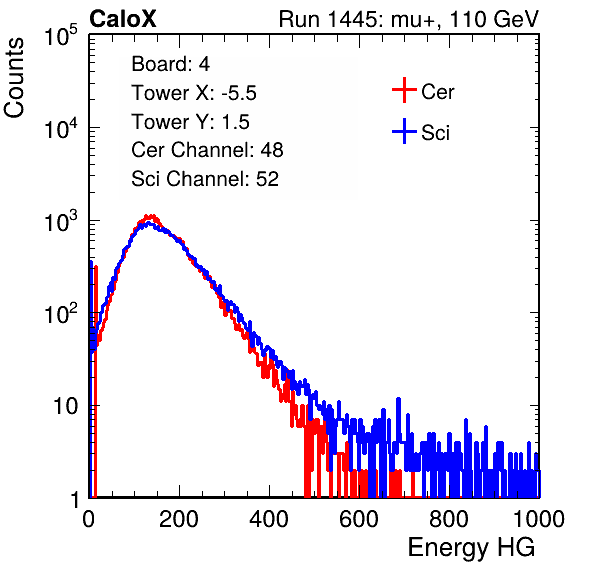 CaloX Run 1445: mu+, 110 GeV
Counts
10^5
10^4
10^3
10^2
10
1
Board: 4
Tower X: -5.5
Tower Y: 1.5
Cer Channel: 48
Sci Channel: 52
Cer
Sci
0 200 400 600 800 1000
Energy HG